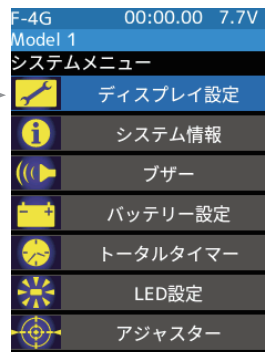 F-4G 00:00.00 7.7V
Model 1
システムメニュー
ディスプレイ設定
システム情報
ブザー
バッテリー設定
トータルタイマー
LED設定
アジャスター